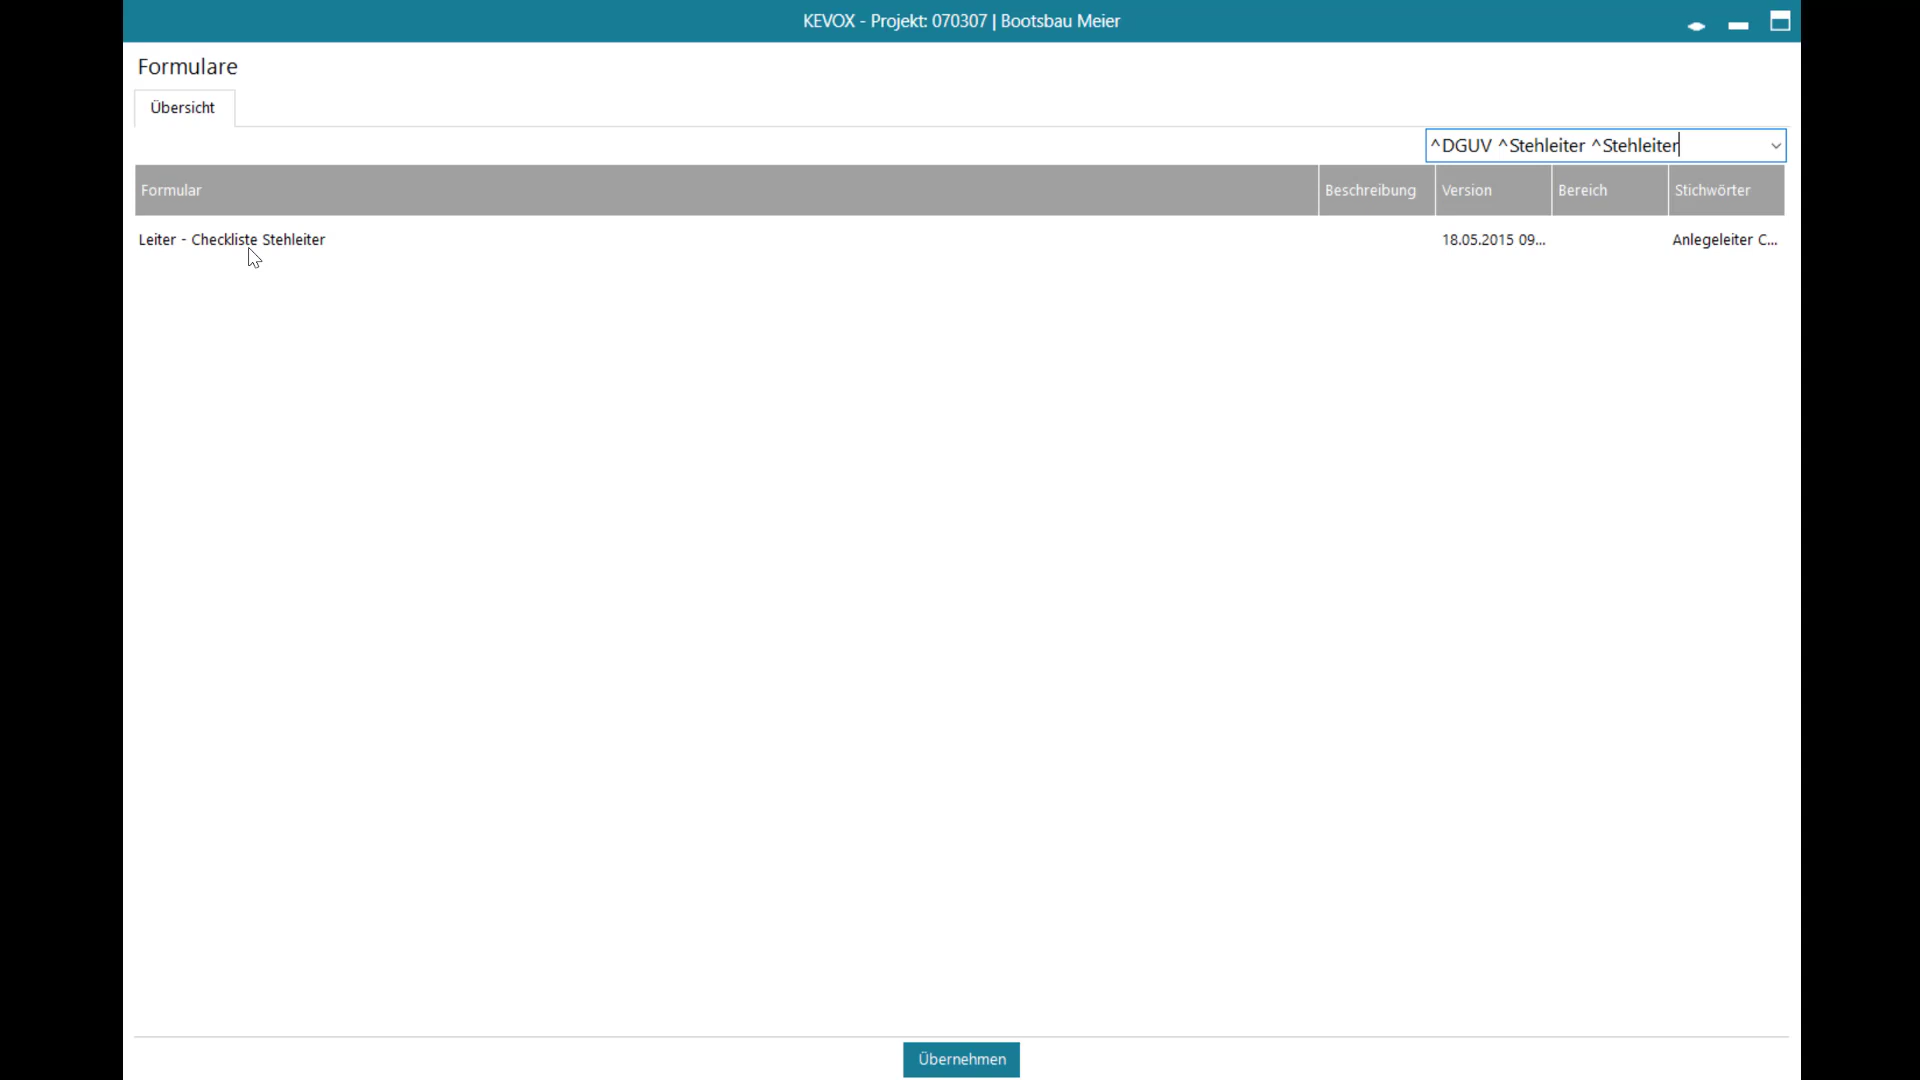 KEVOX - Projekt: 070307 | Bootsbau Meier
Formulare
Übersicht
^DGUV ^Stehleiter ^Stehleiter
Formular Beschreibung Version Bereich Stichwörter
Leiter - Checkliste Stehleiter 18.05.2015 09... Anlegeleiter C...
Übernehmen